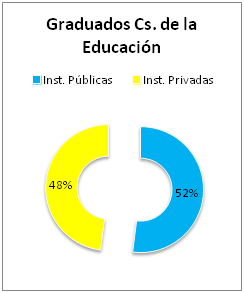 Graduados Cs. de la
Educación
Inst. Públicas Inst. Privadas
48%
52%